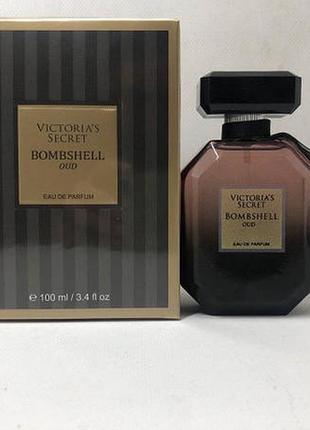 VICTORIA'S SECRET
BOMBSHELL
OUD
EAU DE PARFUM
℮ 100 ml / 3.4 fl oz
VICTORIA'S
SECRET
BOMBSHELL
OUD
EAU DE PARFUM